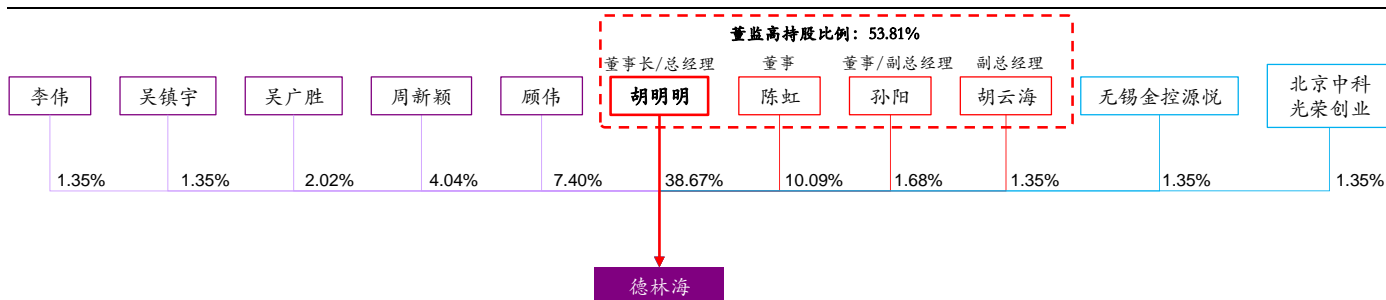 董监高持股比例：53.81%
董事长/总经理
董事
董事/副总经理
副总经理
李伟
吴镇宇
吴广胜
周新颖
顾伟
胡明明
陈虹
孙阳
胡云海
无锡金控源悦
北京中科
光荣创业
1.35%
1.35%
2.02%
4.04%
7.40%
38.67%
10.09%
1.68%
1.35%
1.35%
1.35%
德林海